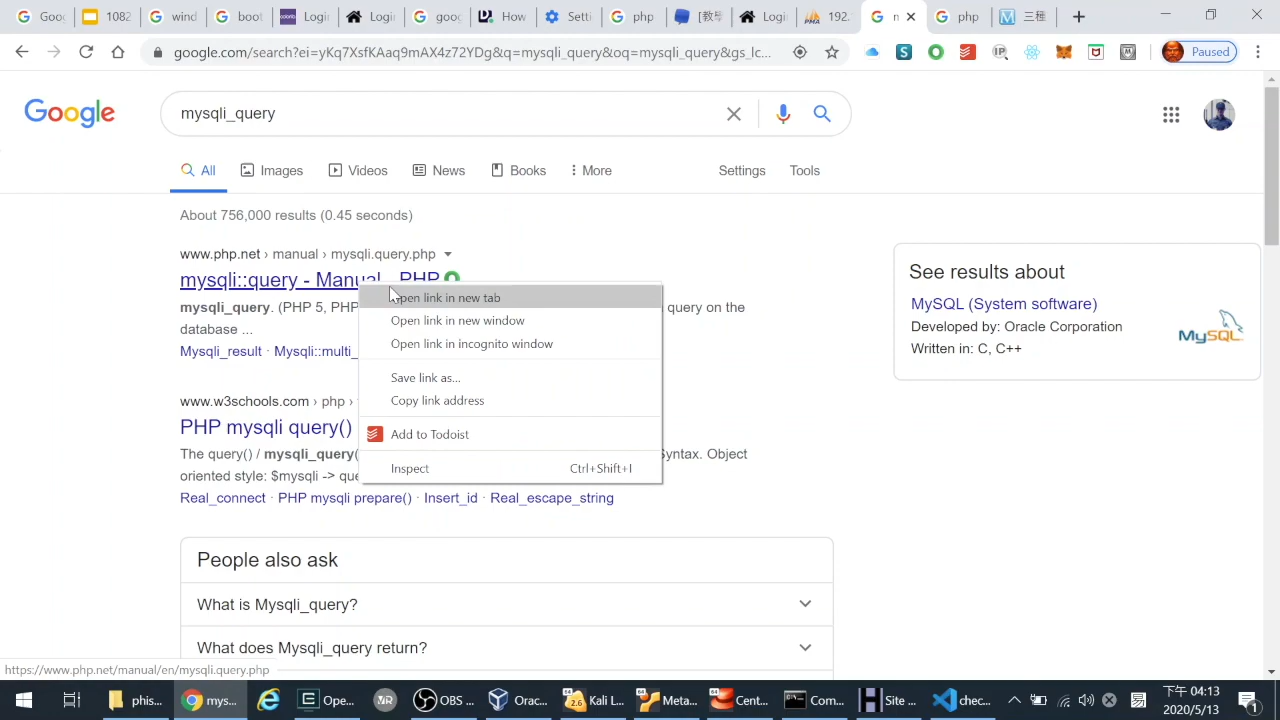 Goo
1082
wind
boot
Login
Logi
goo
How
Setti
php
[教
Logi
192.
n
php
三種
google.com/search?ei=yKq7XsfKAaq9mAX4z72YDg&q=mysqli_query&oq=mysqli_query&gs_lc...
Paused
Google
mysqli_query
All
Images
Videos
News
Books
More
Settings
Tools
About 756,000 results (0.45 seconds)
www.php.net › manual › mysqli.query.php
mysqli::query - Manual - PHP
mysqli_query. (PHP 5, PHP
query on the
database ...
Mysqli_result · Mysqli::multi_
Open link in new tab
Open link in new window
Open link in incognito window
Save link as...
Copy link address
Add to Todoist
Inspect
Ctrl+Shift+I
www.w3schools.com › php ›
PHP mysqli query()
The query() / mysqli_query(
Syntax. Object
oriented style: $mysqli -> que
Real_connect · PHP mysqli prepare() · Insert_id · Real_escape_string
See results about
MySQL (System software)
Developed by: Oracle Corporation
Written in: C, C++
MySQL
People also ask
What is Mysqli_query?
What does Mysqli_query return?
https://www.php.net/manual/en/mysqli.query.php
phis...
mys...
Ope...
VR
OBS ...
Orac...
Kali L...
Meta...
Cent...
Com...
Site ...
chec...
下午 04:13
2020/5/13
1